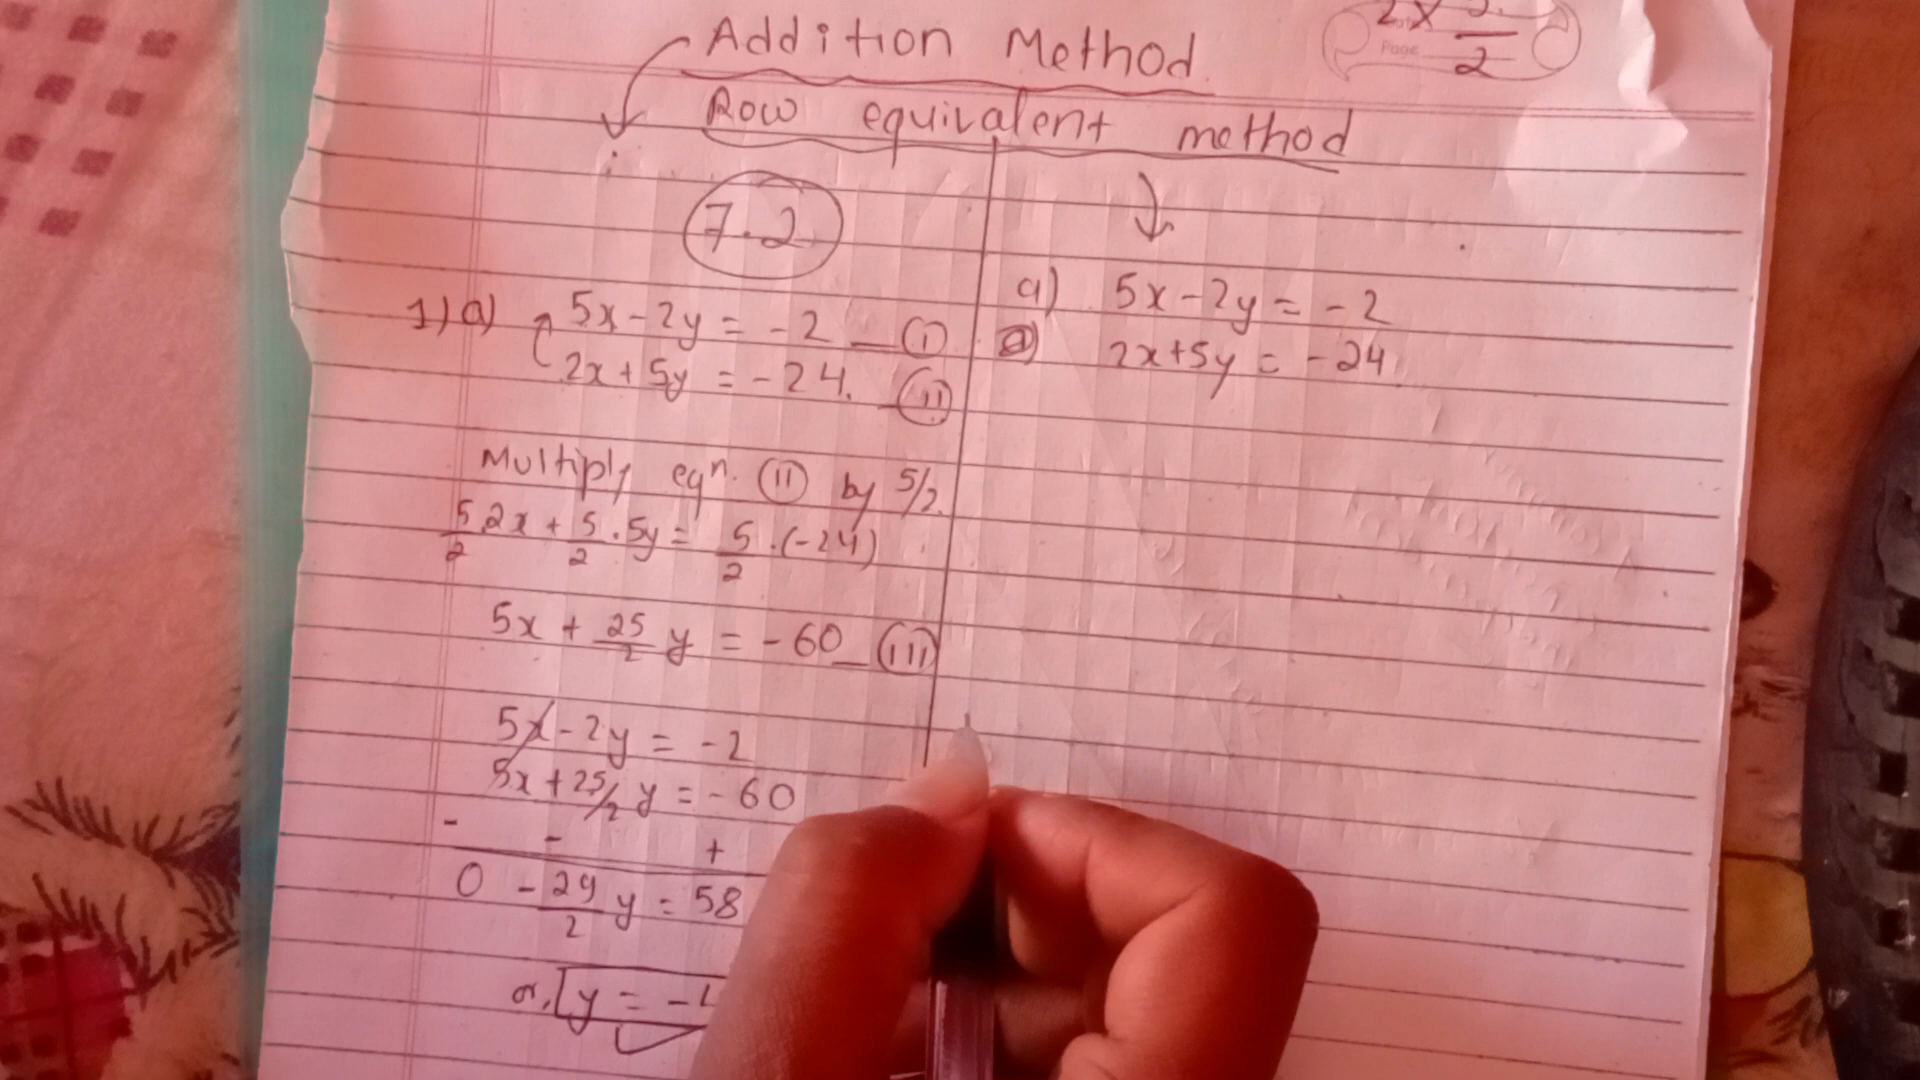 Addition Method
Row equivalent method
2x 5
2
Page
7.2
1) a) 5x - 2y = -2 — (i)
2x + 5y = -24. — (ii)
Multiply eqn. (ii) by 5/2.
5/2 . 2x + 5/2 . 5y = 5/2 . (-24)
5x + 25/2 y = -60 — (iii)
5x - 2y = -2
5x + 25/2 y = -60
- - +
0 - 29/2 y = 58
or, y = -
a) 5x - 2y = -2
2x + 5y = -24